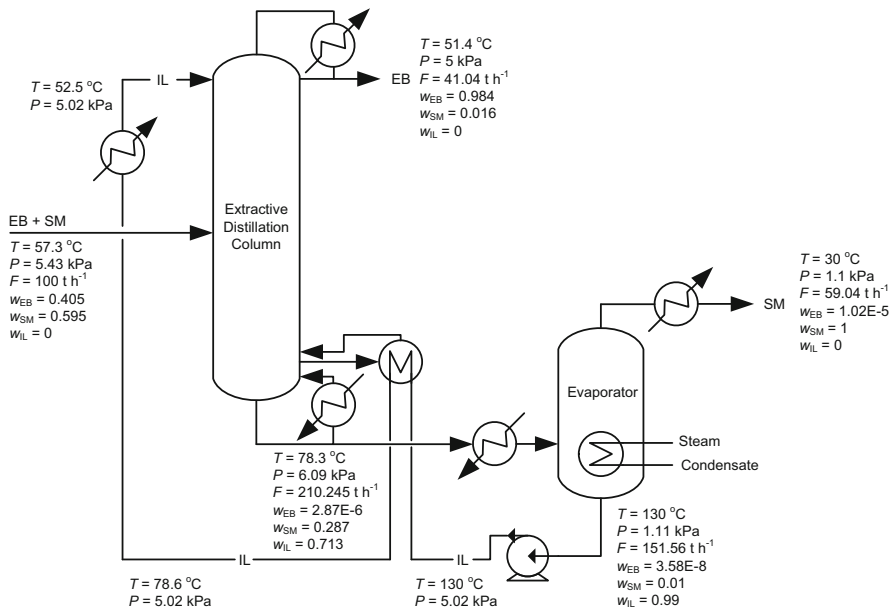 IL
T = 52.5 °C
P = 5.02 kPa
T = 51.4 °C
P = 5 kPa
F = 41.04 t h⁻¹
wEB = 0.984
wSM = 0.016
wIL = 0
EB
Extractive
Distillation
Column
EB + SM
T = 57.3 °C
P = 5.43 kPa
F = 100 t h⁻¹
wEB = 0.405
wSM = 0.595
wIL = 0
T = 30 °C
P = 1.1 kPa
F = 59.04 t h⁻¹
wEB = 1.02E-5
wSM = 1
wIL = 0
SM
Evaporator
Steam
Condensate
T = 78.3 °C
P = 6.09 kPa
F = 210.245 t h⁻¹
wEB = 2.87E-6
wSM = 0.287
wIL = 0.713
T = 130 °C
P = 1.11 kPa
F = 151.56 t h⁻¹
wEB = 3.58E-8
wSM = 0.01
wIL = 0.99
IL
IL
T = 78.6 °C
P = 5.02 kPa
T = 130 °C
P = 5.02 kPa